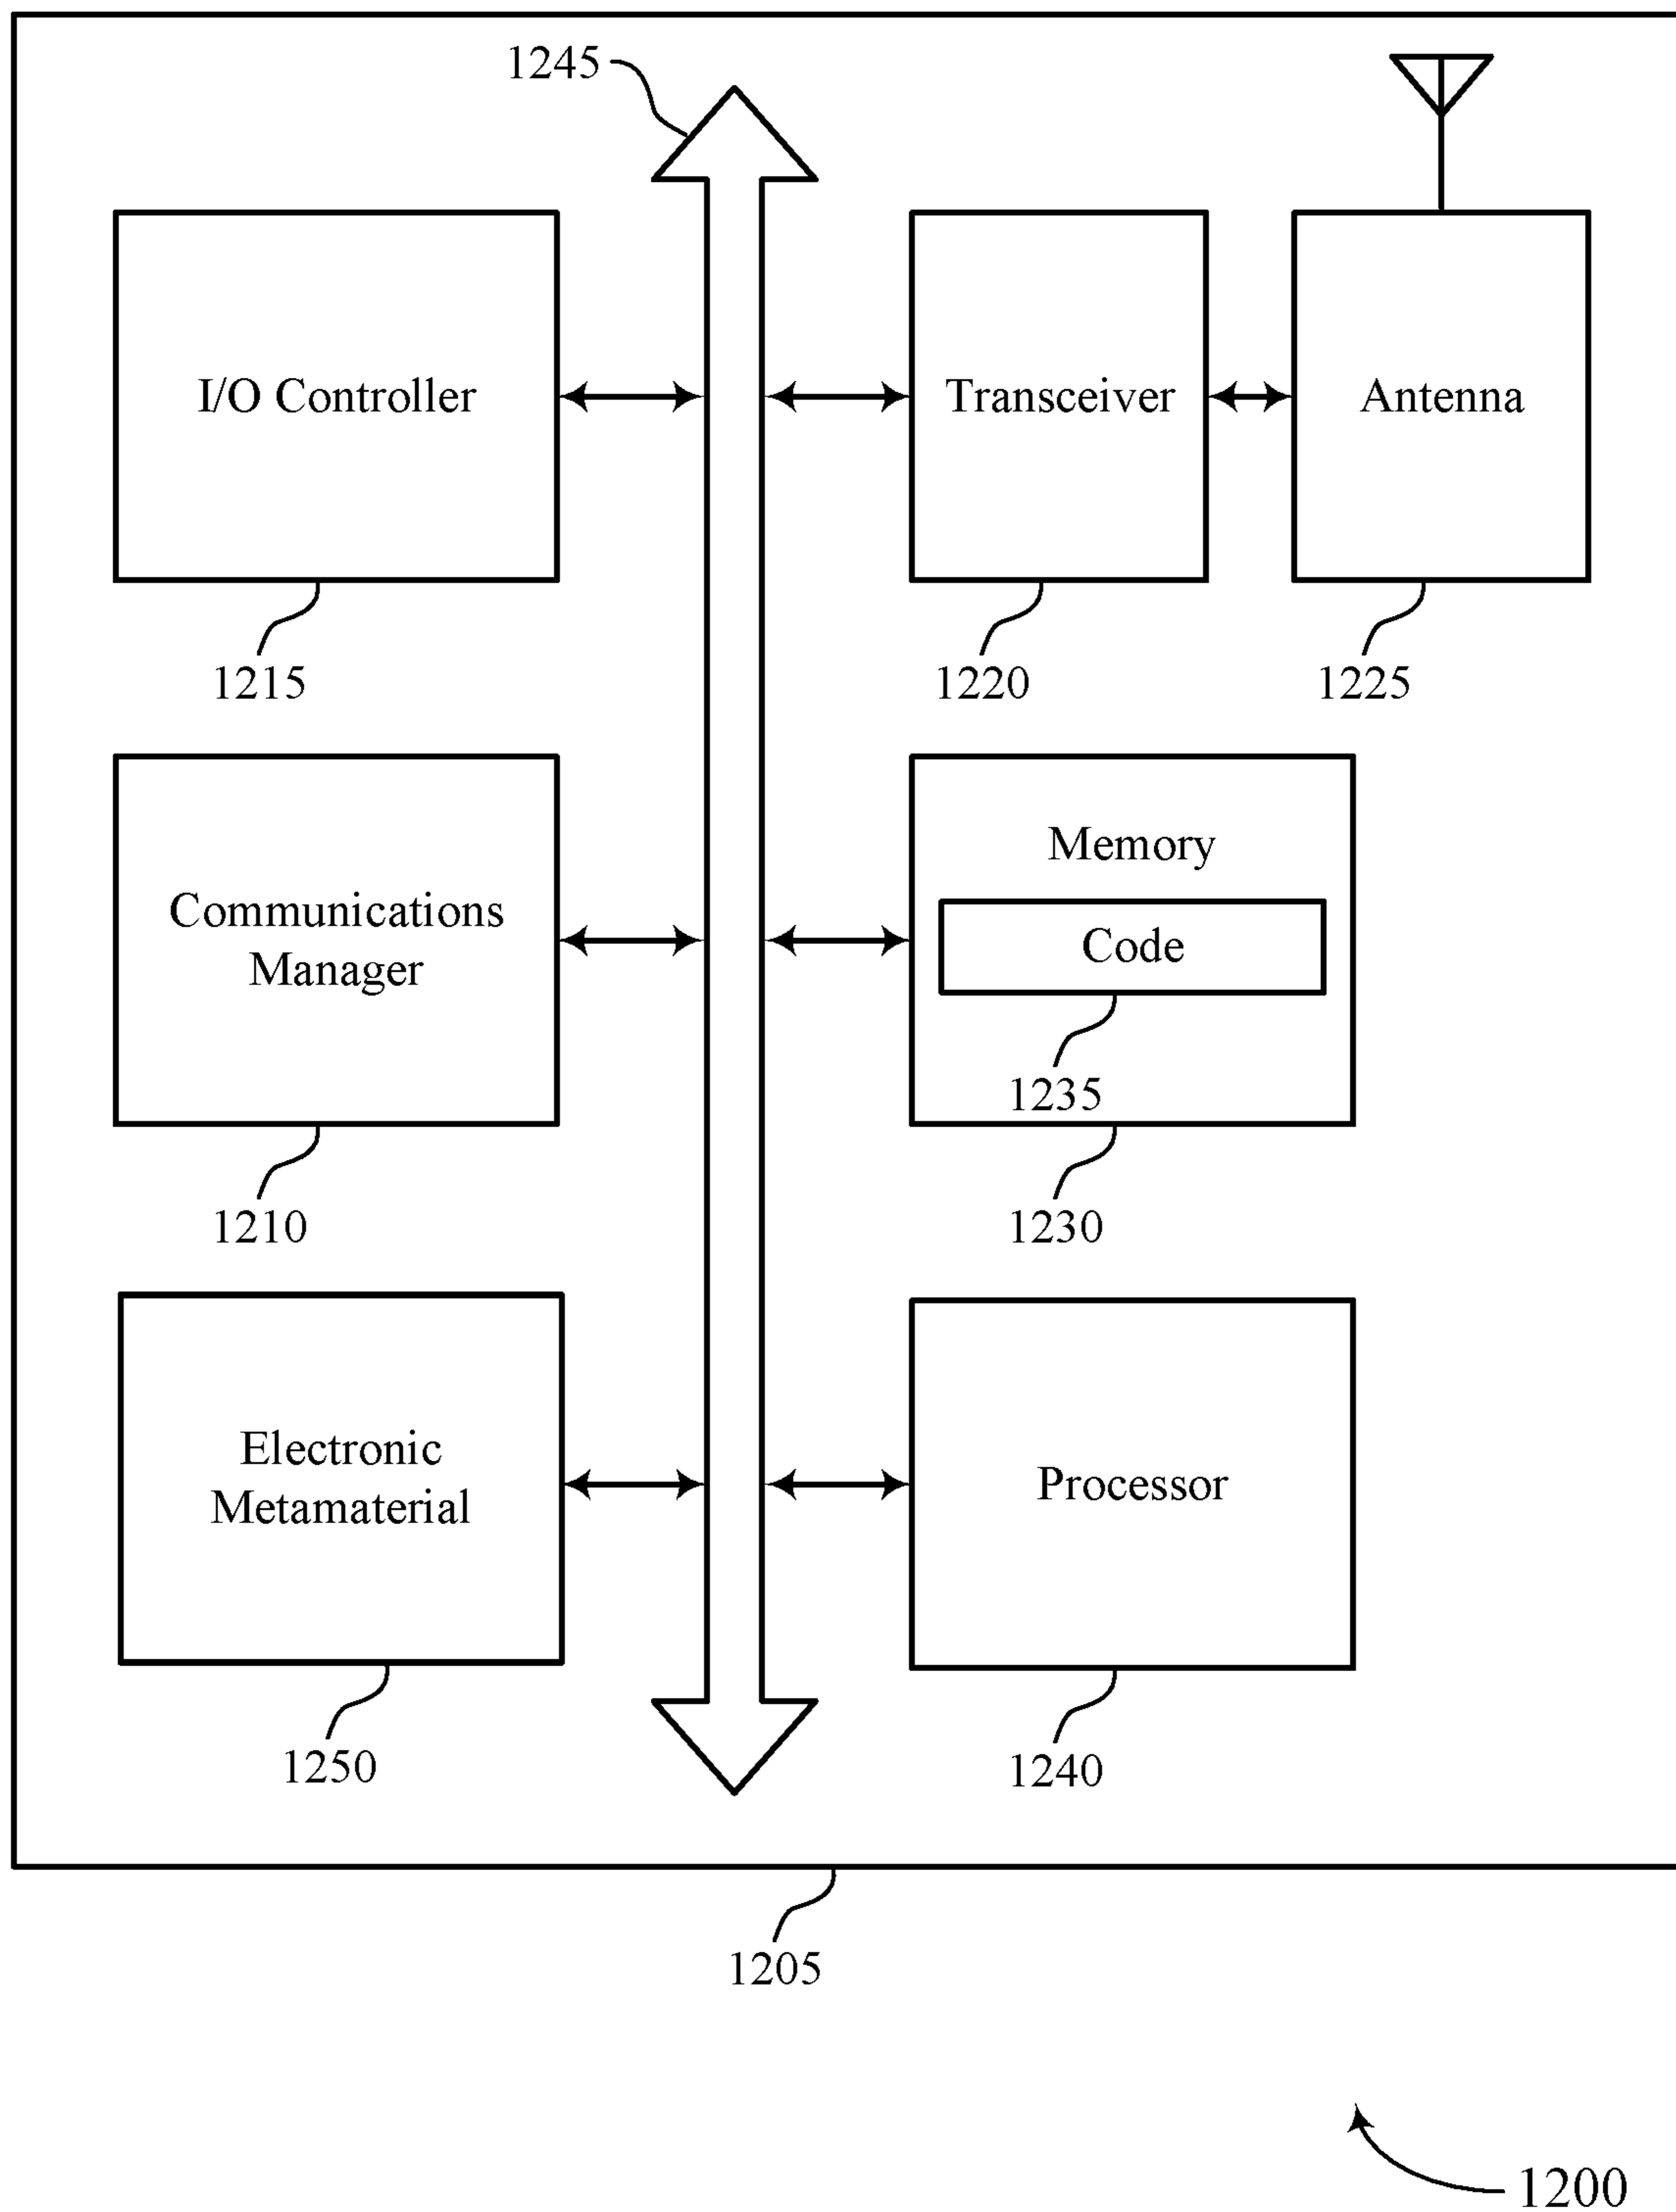 1245
I/O Controller
Transceiver
Antenna
1215
1220
1225
Communications
Manager
Memory
Code
1235
1210
1230
Electronic
Metamaterial
Processor
1250
1240
1205
1200